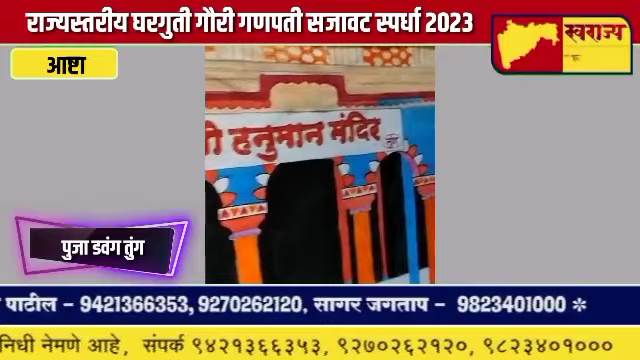 राज्यस्तरीय घरगुती गौरी गणपती सजावट स्पर्धा 2023
स्वराज्य
आष्टा
हनुमान मंदिर
पुजा डवंग तुंग
पाटील - 9421366353, 9270262120, सागर जगताप - 9823401000 *
निधी नेमणे आहे, संपर्क ९४२१३६६३५३, ९२७०२६२१२०, ९८२३४०१०००